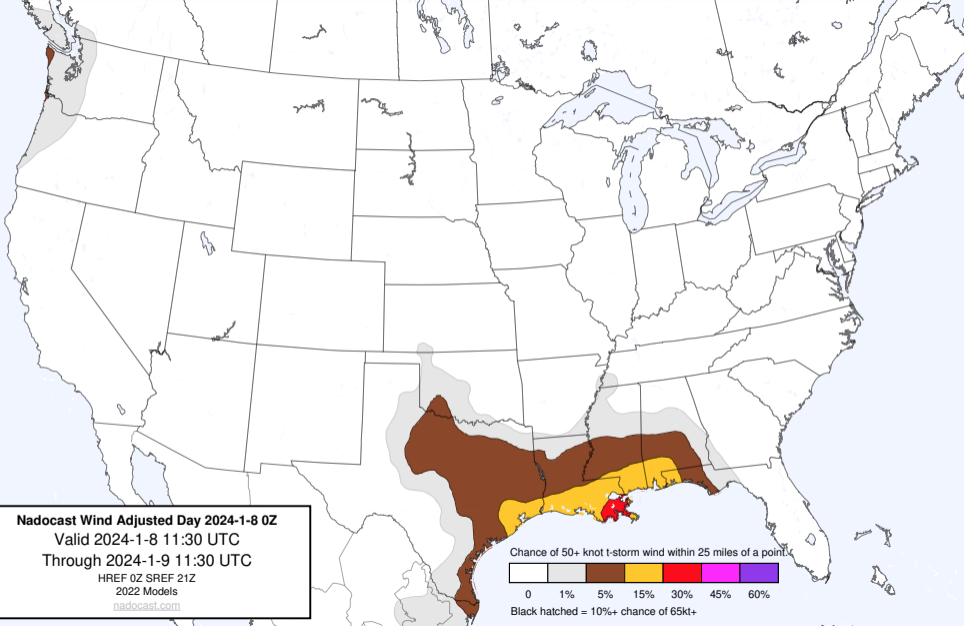 Nadocast Wind Adjusted Day 2024-1-8 0Z
Valid 2024-1-8 11:30 UTC
Through 2024-1-9 11:30 UTC
HREF 0Z SREF 21Z
2022 Models
nadocast.com
Chance of 50+ knot t-storm wind within 25 miles of a point.
0 1% 5% 15% 30% 45% 60%
Black hatched = 10%+ chance of 65kt+